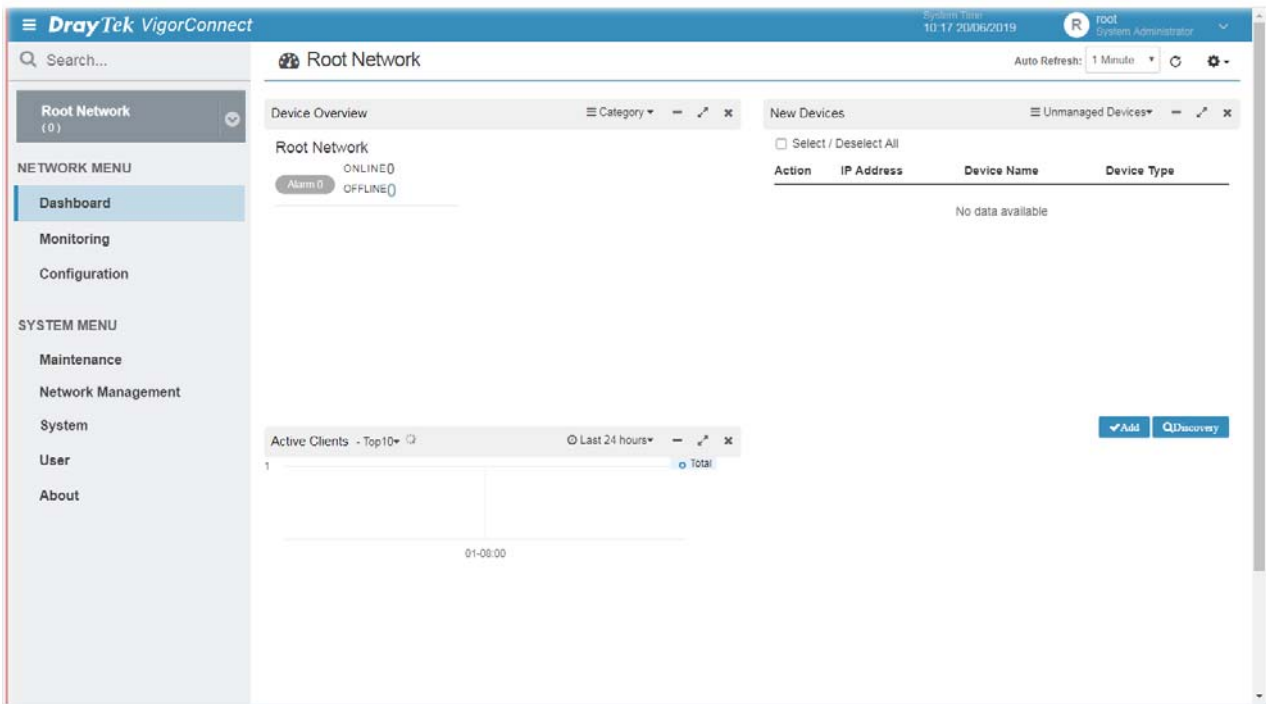 DrayTek VigorConnect
System Time
10:17 20/06/2019
R
root
System Administrator
Search...
Root Network
Auto Refresh: 1 Minute
Root Network
(0)
NETWORK MENU
Dashboard
Monitoring
Configuration
SYSTEM MENU
Maintenance
Network Management
System
User
About
Device Overview
Category
Root Network
Alarm 0
ONLINE0
OFFLINE0
New Devices
Unmanaged Devices
Select / Deselect All
Action IP Address Device Name Device Type
No data available
Add
Discovery
Active Clients - Top10
Last 24 hours
1
Total
01-08:00